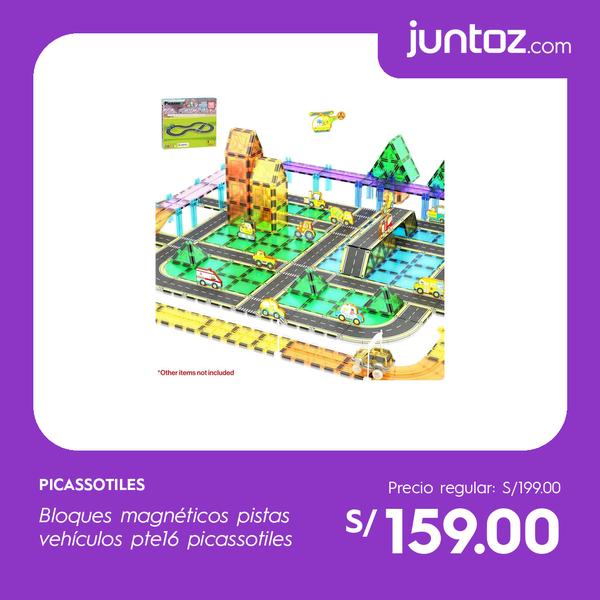 juntoz.com
*Other items not included
PICASSOTILES
Bloques magnéticos pistas
vehículos pte16 picassotiles
Precio regular: S/199.00
S/159.00